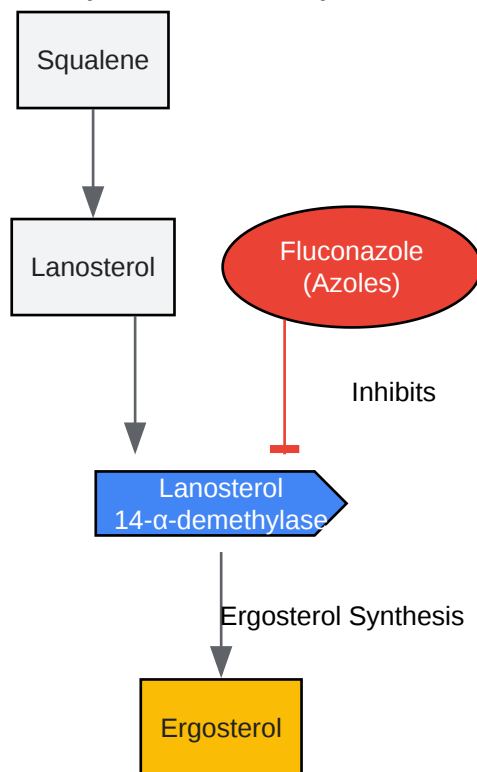 Squalene
Lanosterol
Fluconazole
(Azoles)
Inhibits
Lanosterol
14-α-demethylase
Ergosterol Synthesis
Ergosterol